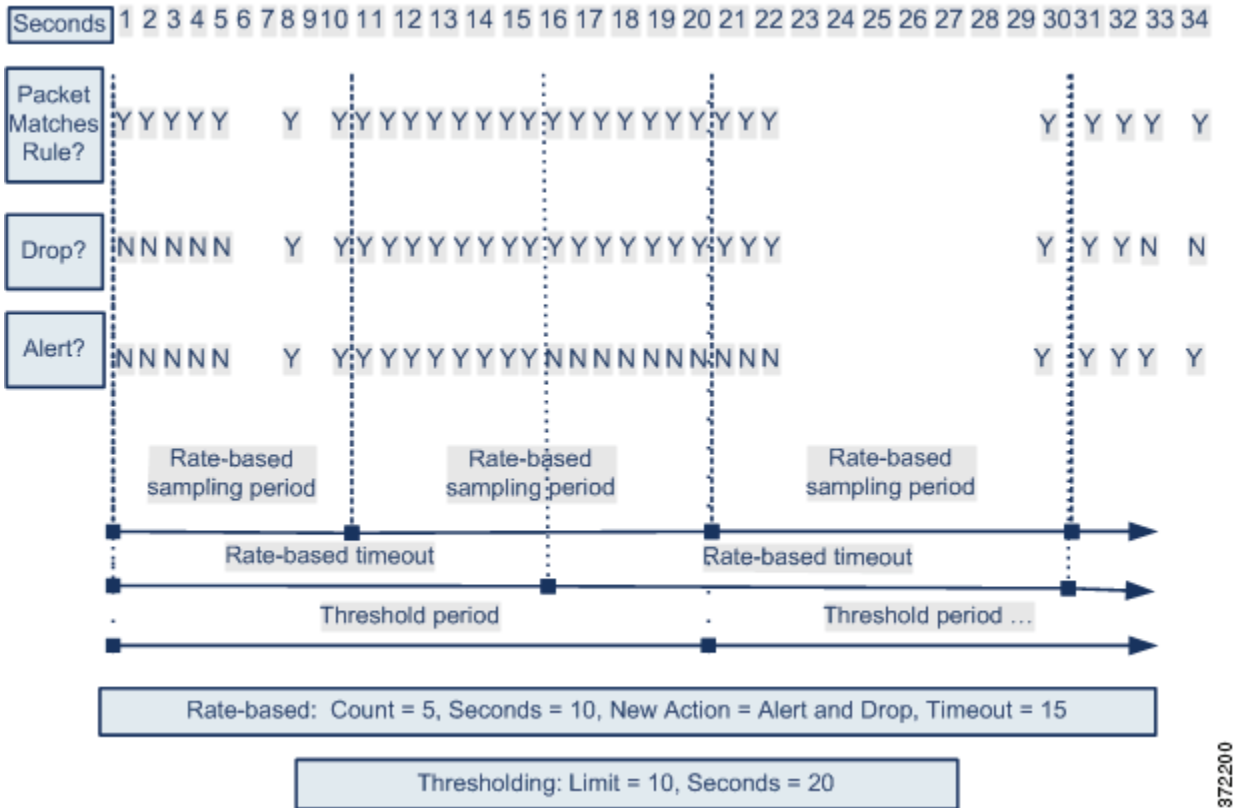 Seconds 1 2 3 4 5 6 7 8 9 10 11 13 14 15 16 17 18 19 20 21 22 23 24 25 26 27 28 29 30 31 32 33 34
Packet
Matches
Rule?
Y Y Y Y Y Y Y Y Y Y Y Y Y Y Y Y Y Y Y Y Y Y Y Y Y Y Y Y Y Y
Drop?
N N N N N Y Y Y Y Y Y Y Y Y Y Y Y Y Y Y Y Y Y Y Y Y Y Y N N
Alert?
N N N N N Y Y Y Y Y Y Y Y Y Y N N N N N N N N N N Y Y Y Y Y
Rate-based
sampling period
Rate-based
sampling period
Rate-based
sampling period
Rate-based timeout
Rate-based timeout
Threshold period
Threshold period ...
Rate-based: Count = 5, Seconds = 10, New Action = Alert and Drop, Timeout = 15
Thresholding: Limit = 10, Seconds = 20
372200